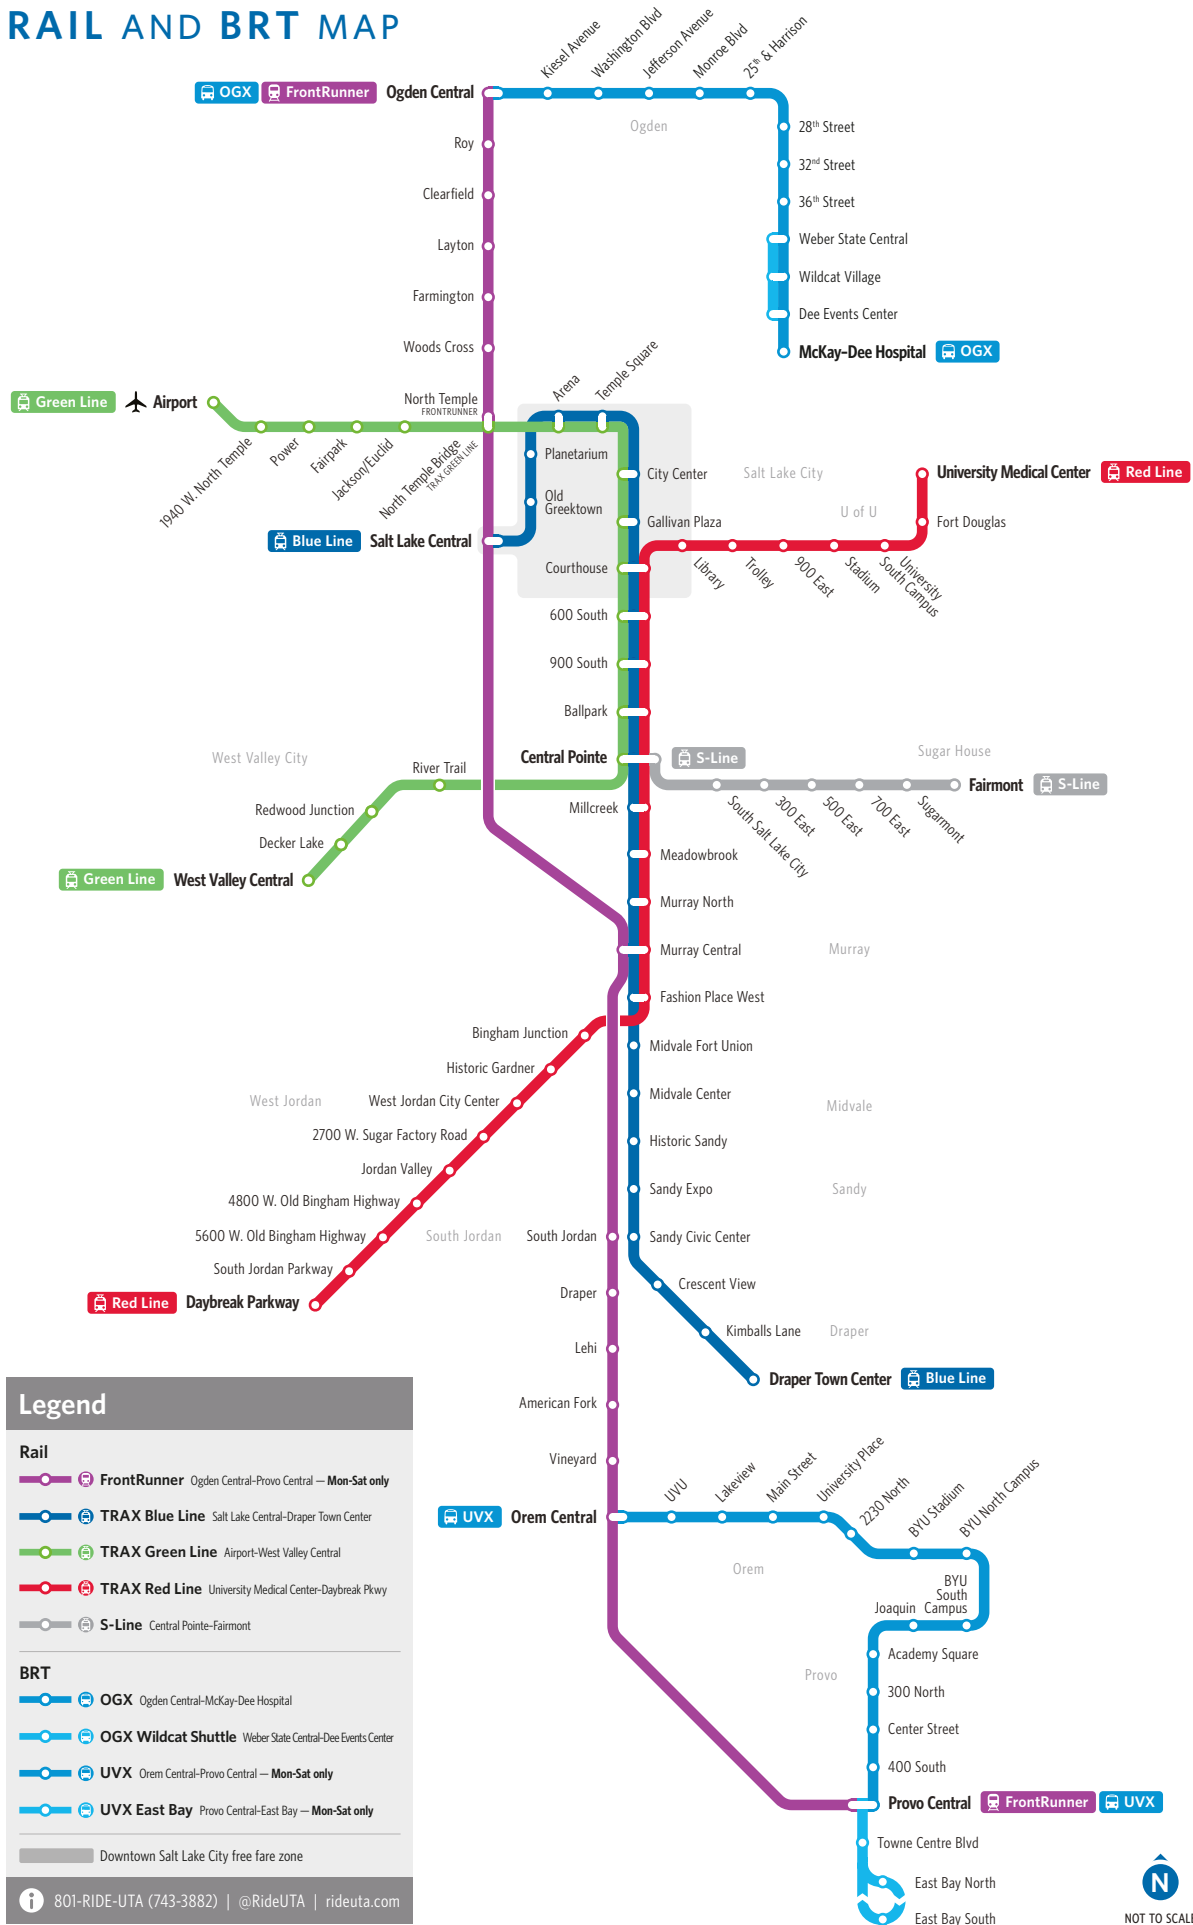 RAIL AND BRT MAP
Kiesel Avenue
Washington Blvd
Jefferson Avenue
Monroe Blvd
25th & Harrison
OGX
FrontRunner
Ogden Central
Ogden
28th Street
32nd Street
36th Street
Weber State Central
Wildcat Village
Dee Events Center
McKay-Dee Hospital
OGX
Roy
Clearfield
Layton
Farmington
Woods Cross
North Temple
FRONTRUNNER
Green Line
Airport
1940 W. North Temple
Power
Fairpark
Jackson/Euclid
North Temple Bridge
TRAX GREEN LINE
Arena
Temple Square
Planetarium
Old
Greektown
City Center
Gallivan Plaza
Salt Lake City
U of U
University Medical Center
Red Line
Fort Douglas
Blue Line
Salt Lake Central
Courthouse
Library
Trolley
900 East
Stadium
University
South Campus
600 South
900 South
Ballpark
Central Pointe
S-Line
Sugar House
Fairmont
S-Line
South Salt Lake City
300 East
500 East
700 East
Sugarmont
West Valley City
River Trail
Redwood Junction
Decker Lake
Green Line
West Valley Central
Millcreek
Meadowbrook
Murray North
Murray Central
Murray
Fashion Place West
Bingham Junction
Historic Gardner
West Jordan
West Jordan City Center
2700 W. Sugar Factory Road
Jordan Valley
4800 W. Old Bingham Highway
5600 W. Old Bingham Highway
South Jordan Parkway
Red Line
Daybreak Parkway
Midvale Fort Union
Midvale Center
Midvale
Historic Sandy
Sandy Expo
Sandy
South Jordan
South Jordan
Sandy Civic Center
Crescent View
Kimballs Lane
Draper
Draper Town Center
Blue Line
Draper
Lehi
American Fork
Vineyard
UVX
Orem Central
UVU
Lakeview
Main Street
University Place
2230 North
BYU Stadium
BYU North Campus
Orem
BYU
South
Campus
Joaquin
Academy Square
Provo
300 North
Center Street
400 South
Provo Central
FrontRunner
UVX
Towne Centre Blvd
East Bay North
East Bay South
Legend
Rail
FrontRunner Ogden Central-Provo Central — Mon-Sat only
TRAX Blue Line Salt Lake Central-Draper Town Center
TRAX Green Line Airport-West Valley Central
TRAX Red Line University Medical Center-Daybreak Pkwy
S-Line Central Pointe-Fairmont
BRT
OGX Ogden Central-McKay-Dee Hospital
OGX Wildcat Shuttle Weber State Central-Dee Events Center
UVX Orem Central-Provo Central — Mon-Sat only
UVX East Bay Provo Central-East Bay — Mon-Sat only
Downtown Salt Lake City free fare zone
i 801-RIDE-UTA (743-3882) | @RideUTA | rideuta.com
N
NOT TO SCALE